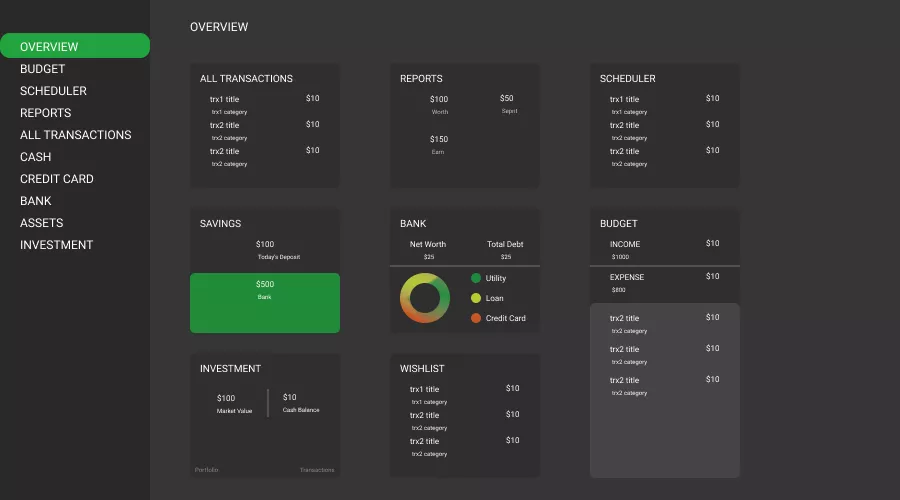 OVERVIEW
BUDGET
SCHEDULER
REPORTS
ALL TRANSACTIONS
CASH
CREDIT CARD
BANK
ASSETS
INVESTMENT
OVERVIEW
ALL TRANSACTIONS
trx1 title $10
trx1 category
trx2 title $10
trx2 category
trx2 title $10
trx2 category
REPORTS
$100 $50
Worth Seprit
$150
Earn
SCHEDULER
trx1 title $10
trx1 category
trx2 title $10
trx2 category
trx2 title $10
trx2 category
SAVINGS
$100
Today's Deposit
$500
Bank
BANK
Net Worth Total Debt
$25 $25
Utility
Loan
Credit Card
BUDGET
INCOME $10
$1000
EXPENSE $10
$800
trx2 title $10
trx2 category
trx2 title $10
trx2 category
trx2 title $10
trx2 category
INVESTMENT
$100 $10
Market Value Cash Balance
Portfolio Transactions
WISHLIST
trx1 title $10
trx1 category
trx2 title $10
trx2 category
trx2 title $10
trx2 category